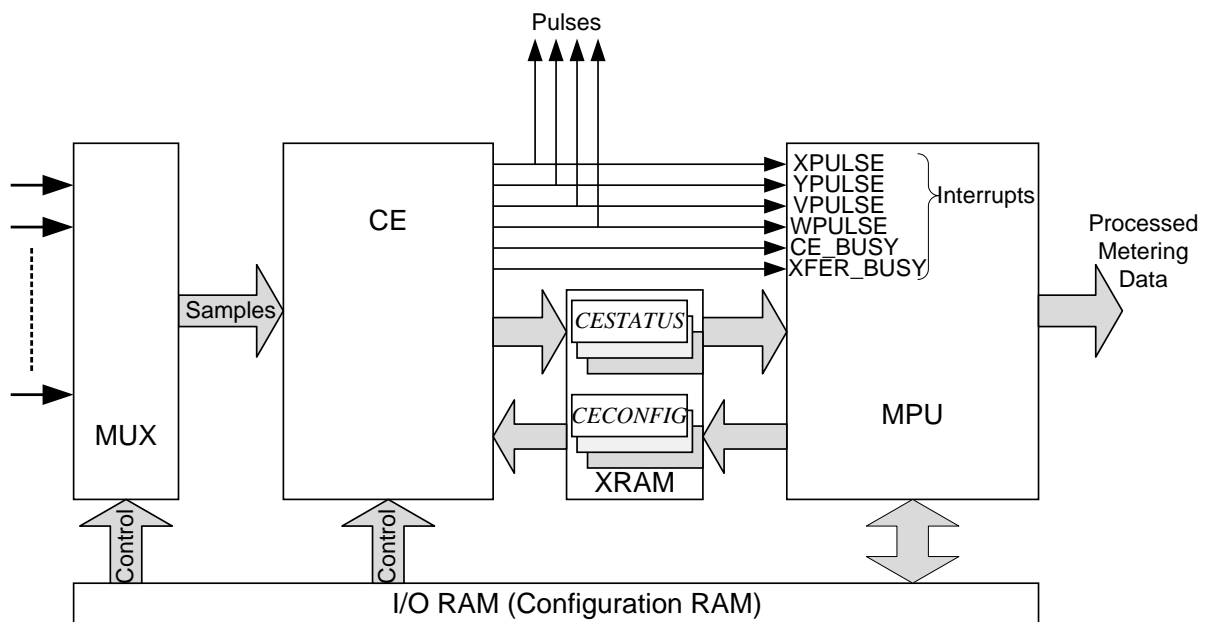 Pulses
XPULSE
YPULSE
VPULSE
WPULSE
CE_BUSY
XFER_BUSY
Interrupts
CE
Processed
Metering
Data
Samples
CESTATUS
CECONFIG
XRAM
MUX
MPU
Control
Control
I/O RAM (Configuration RAM)